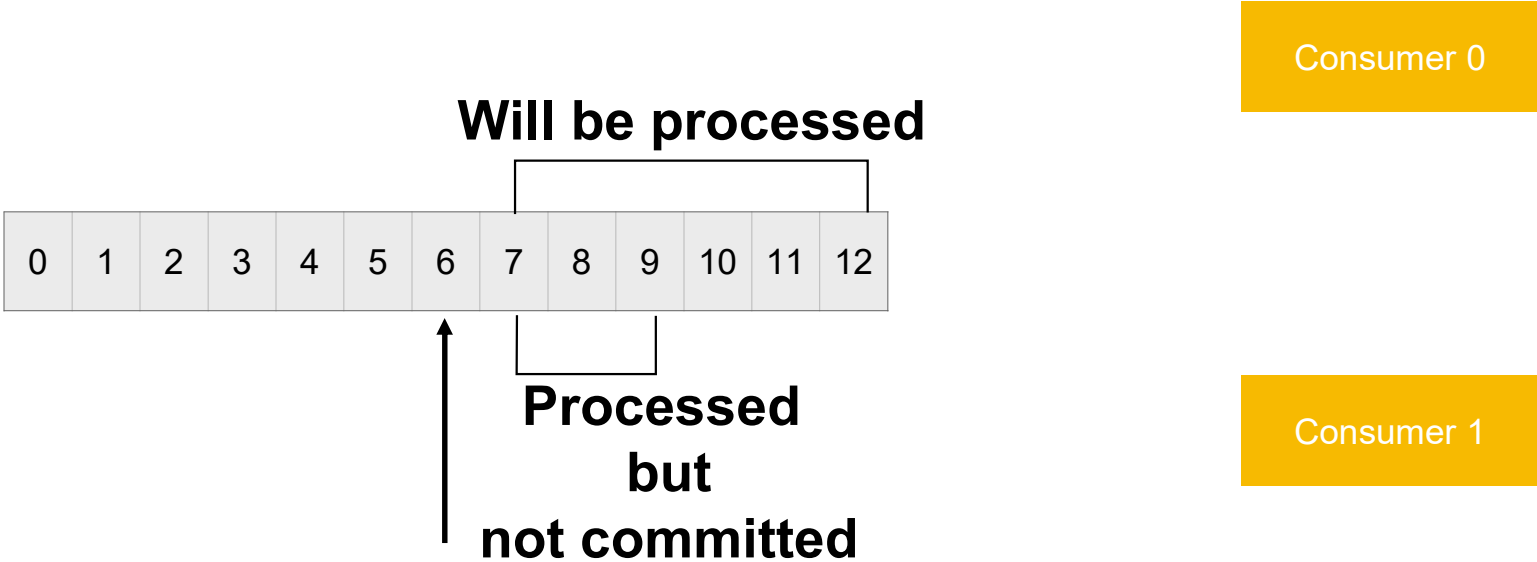 Consumer 0
Will be processed
0 1 2 3 4 5 6 7 8 9 10 11 12
Processed
but
not committed
Consumer 1